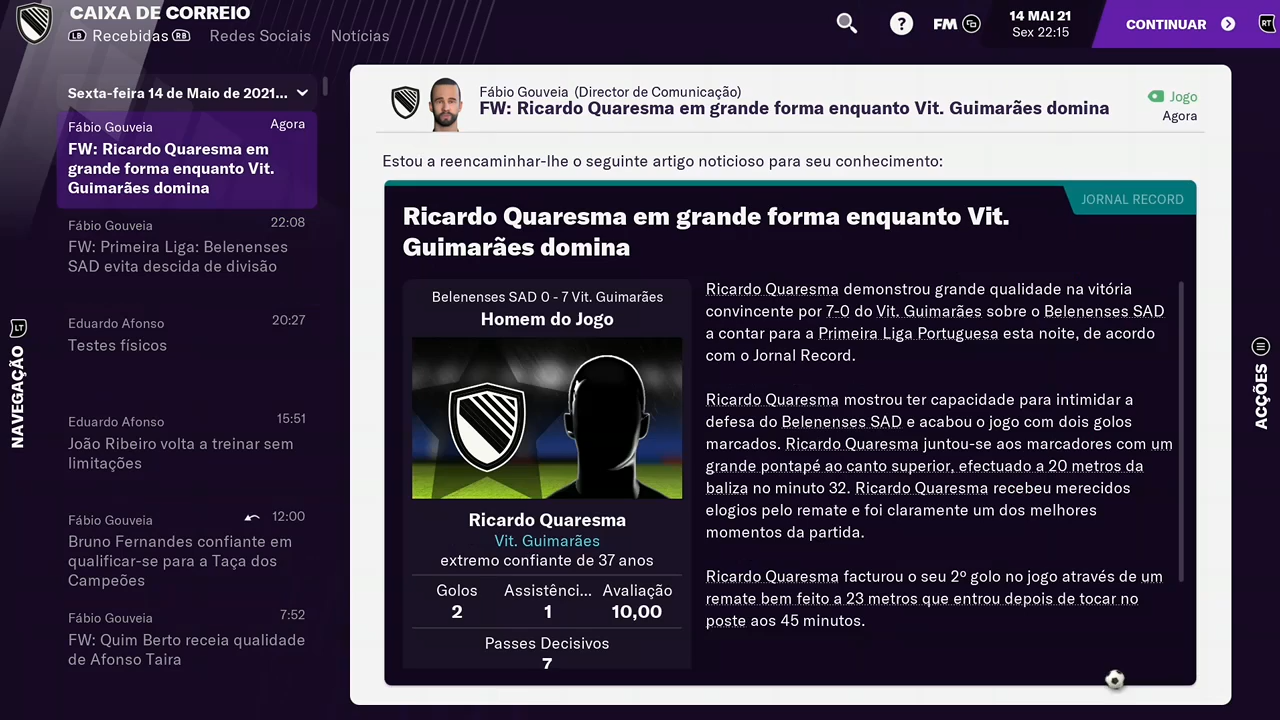 CAIXA DE CORREIO
LB Recebidas RB Redes Sociais Notícias
FM
14 MAI 21
Sex 22:15
CONTINUAR
RT
Sexta-feira 14 de Maio de 2021...
Fábio Gouveia Agora
FW: Ricardo Quaresma em
grande forma enquanto Vit.
Guimarães domina
Fábio Gouveia 22:08
FW: Primeira Liga: Belenenses
SAD evita descida de divisão
Eduardo Afonso 20:27
Testes físicos
Eduardo Afonso 15:51
João Ribeiro volta a treinar sem
limitações
Fábio Gouveia 12:00
Bruno Fernandes confiante em
qualificar-se para a Taça dos
Campeões
Fábio Gouveia 7:52
FW: Quim Berto receia qualidade
de Afonso Taira
NAVEGAÇÃO LT
Fábio Gouveia (Director de Comunicação)
FW: Ricardo Quaresma em grande forma enquanto Vit. Guimarães domina
Jogo
Agora
Estou a reencaminhar-lhe o seguinte artigo noticioso para seu conhecimento:
JORNAL RECORD
Ricardo Quaresma em grande forma enquanto Vit.
Guimarães domina
Belenenses SAD 0 - 7 Vit. Guimarães
Homem do Jogo
Ricardo Quaresma
Vit. Guimarães
extremo confiante de 37 anos
Golos Assistênci... Avaliação
2 1 10,00
Passes Decisivos
7
Ricardo Quaresma demonstrou grande qualidade na vitória
convincente por 7-0 do Vit. Guimarães sobre o Belenenses SAD
a contar para a Primeira Liga Portuguesa esta noite, de acordo
com o Jornal Record.
Ricardo Quaresma mostrou ter capacidade para intimidar a
defesa do Belenenses SAD e acabou o jogo com dois golos
marcados. Ricardo Quaresma juntou-se aos marcadores com um
grande pontapé ao canto superior, efectuado a 20 metros da
baliza no minuto 32. Ricardo Quaresma recebeu merecidos
elogios pelo remate e foi claramente um dos melhores
momentos da partida.
Ricardo Quaresma facturou o seu 2º golo no jogo através de um
remate bem feito a 23 metros que entrou depois de tocar no
poste aos 45 minutos.
ACÇÕES